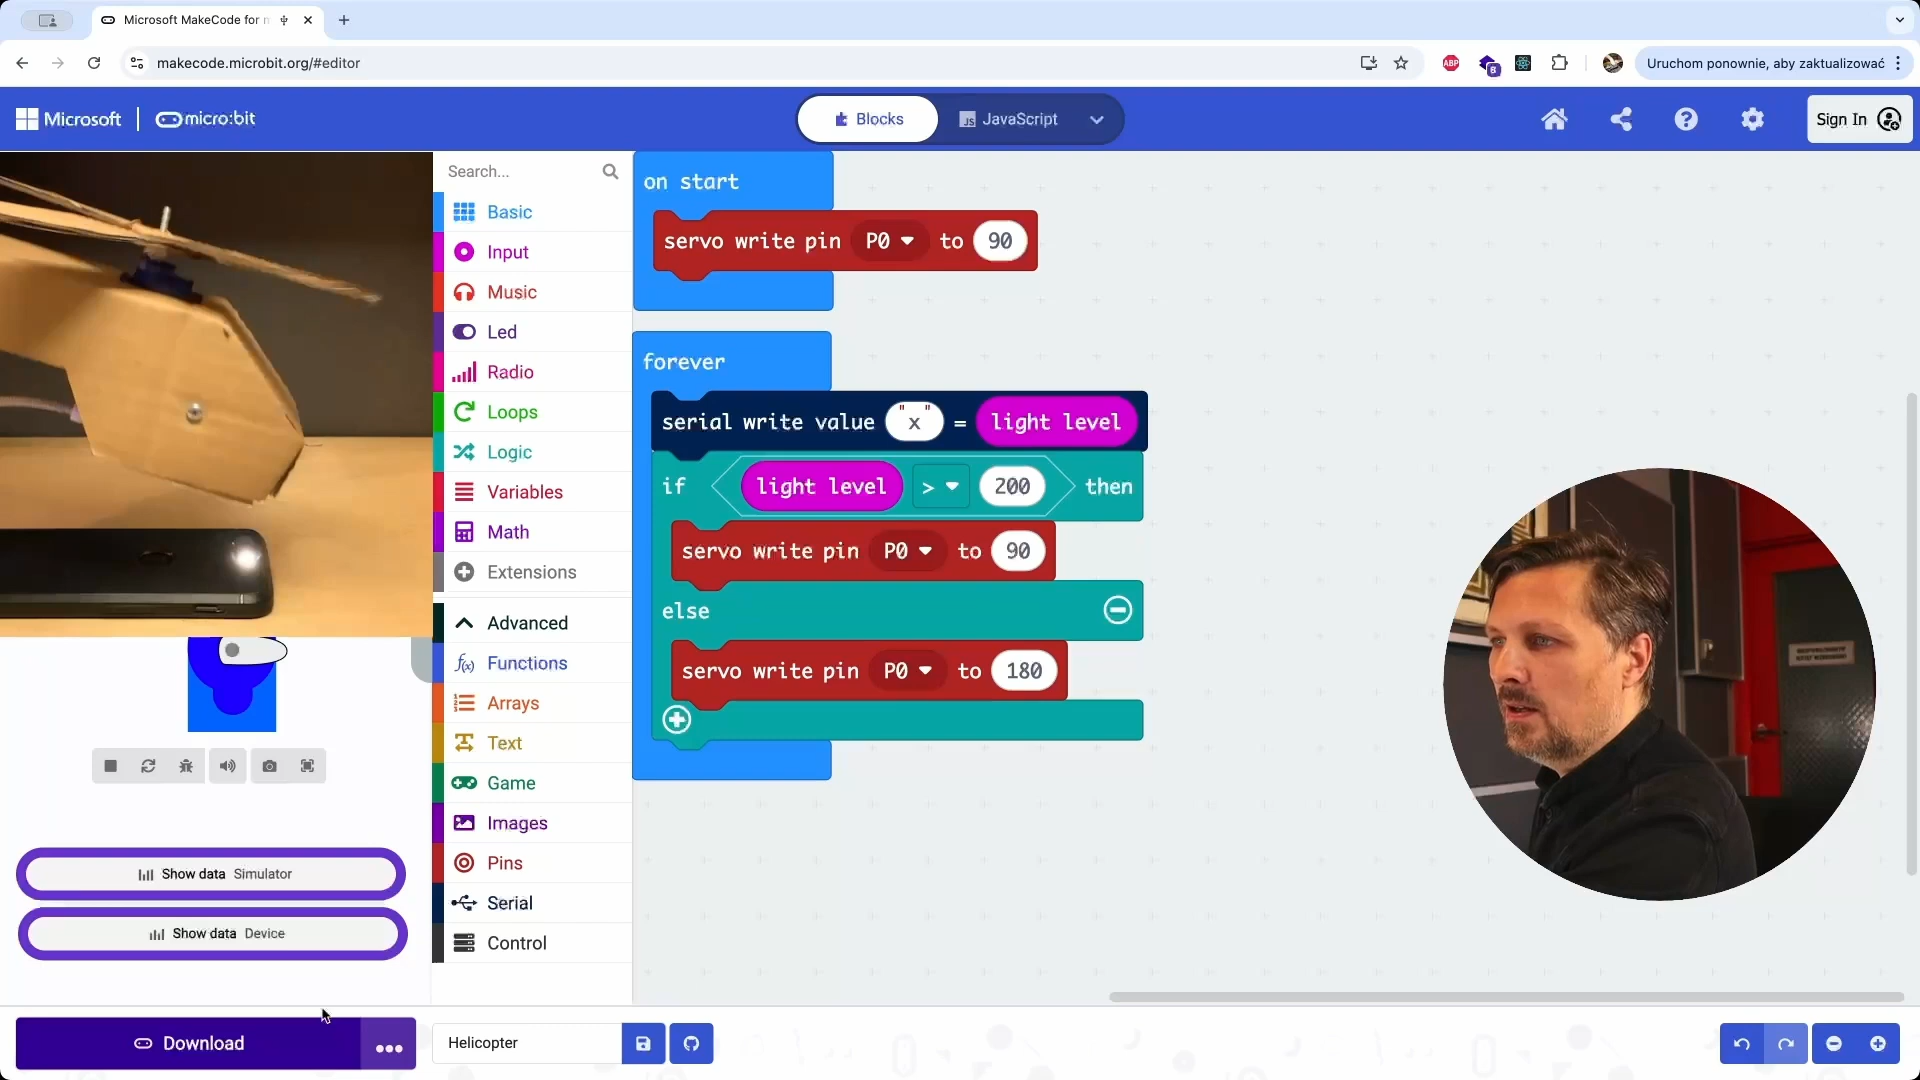 Microsoft MakeCode for m
makecode.microbit.org/#editor
ABP
Uruchom ponownie, aby zaktualizować
Microsoft
micro:bit
Blocks
JS JavaScript
Sign In
Search...
Basic
Input
Music
Led
Radio
Loops
Logic
Variables
Math
Extensions
Advanced
Functions
Arrays
Text
Game
Images
Pins
Serial
Control
on start
servo write pin P0 to 90
forever
serial write value "x" = light level
if light level > 200 then
servo write pin P0 to 90
else
servo write pin P0 to 180
Show data Simulator
Show data Device
Download
Helicopter